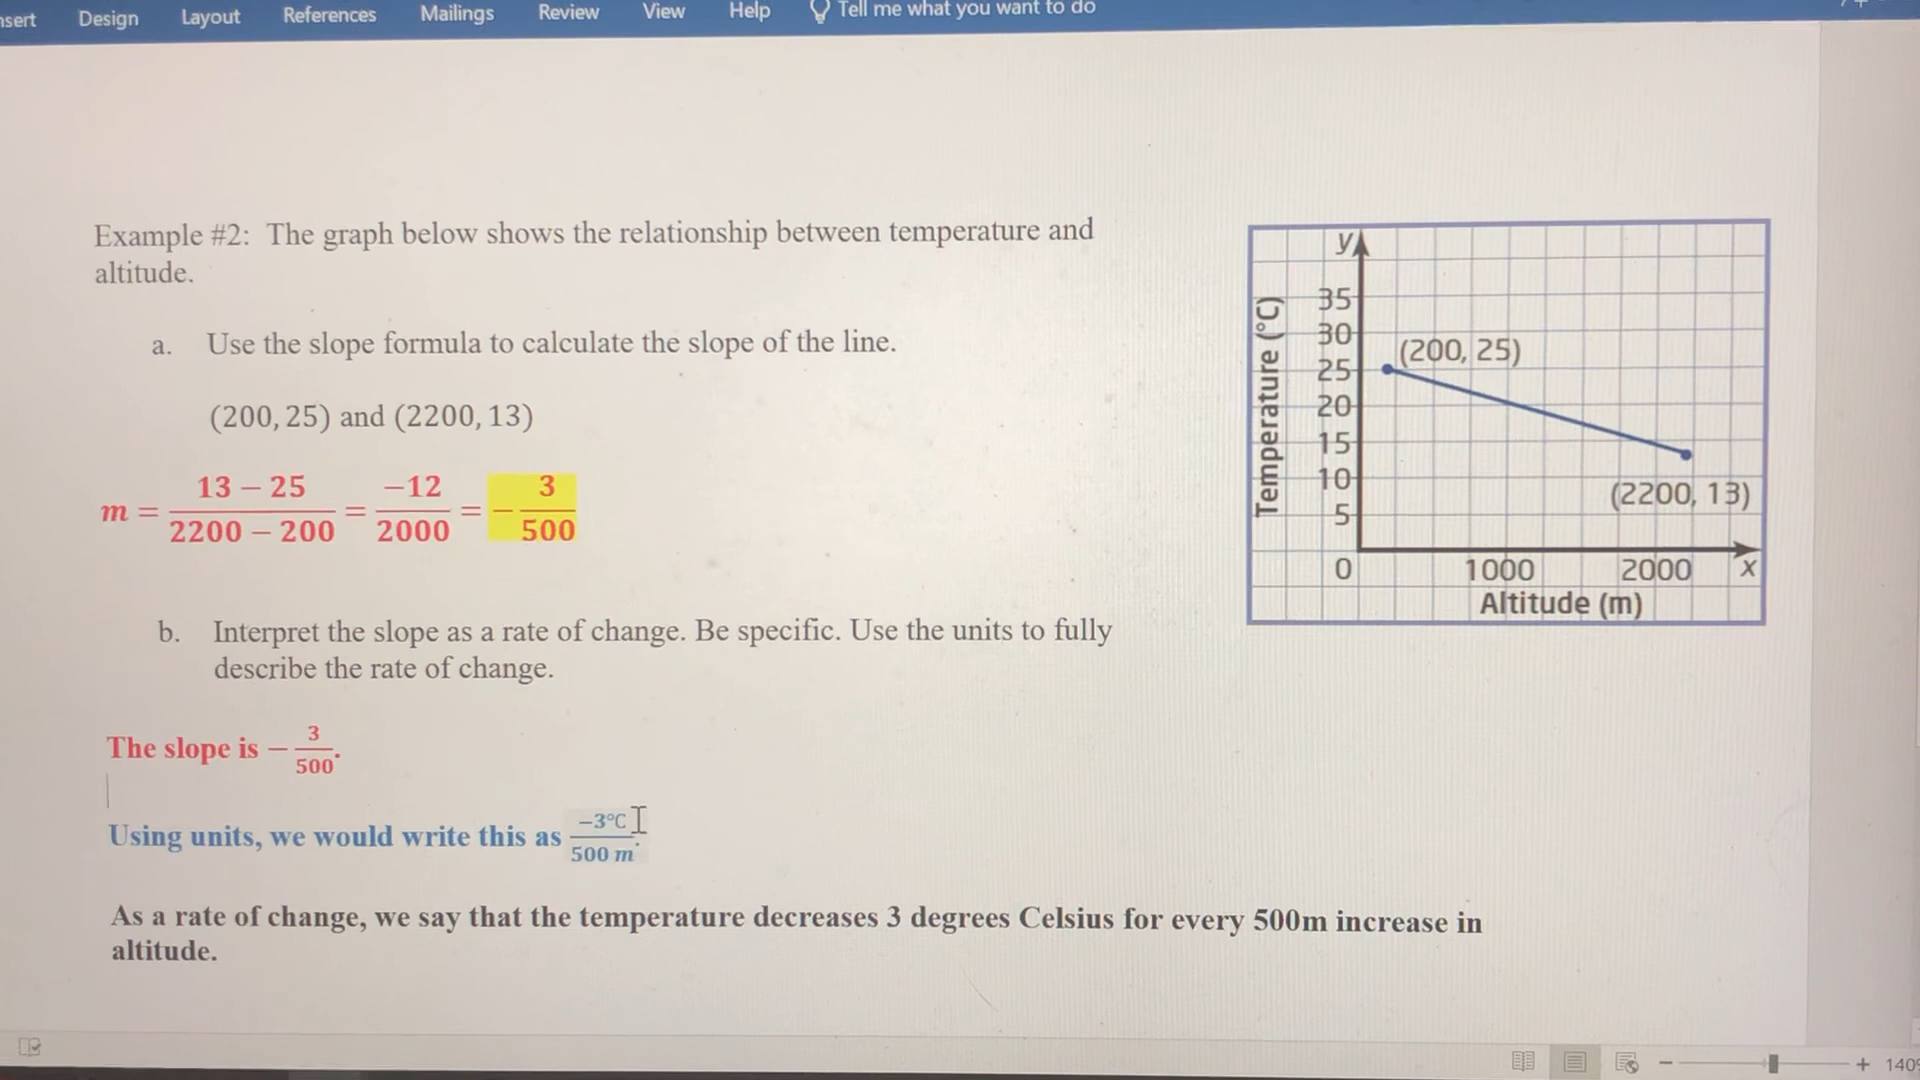 Design Layout References Mailings Review View Help Tell me what you want to do
Example #2: The graph below shows the relationship between temperature and
altitude.
a. Use the slope formula to calculate the slope of the line.
(200, 25) and (2200, 13)
m = 13 − 25 / 2200 − 200 = −12 / 2000 = − 3 / 500
b. Interpret the slope as a rate of change. Be specific. Use the units to fully
describe the rate of change.
The slope is − 3 / 500.
Using units, we would write this as −3°C / 500 m.
As a rate of change, we say that the temperature decreases 3 degrees Celsius for every 500m increase in
altitude.
y
Temperature (°C)
35
30
25
20
15
10
5
0
(200, 25)
(2200, 13)
1000 2000 x
Altitude (m)